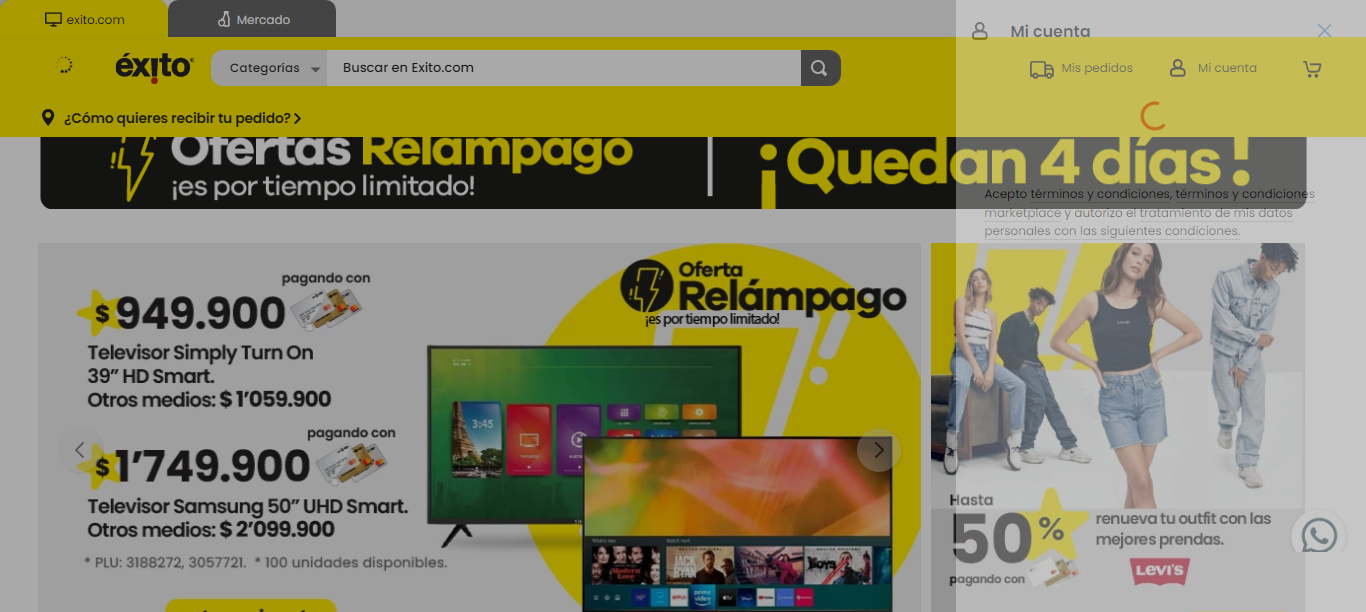 exito.com
Mercado
Mi cuenta
éxito
Categorías
Buscar en Exito.com
Mis pedidos
Mi cuenta
¿Cómo quieres recibir tu pedido?
Ofertas Relámpago
¡es por tiempo limitado!
¡Quedan 4 días!
Acepto términos y condiciones, términos y condiciones
marketplace y autorizo el tratamiento de mis datos
personales con las siguientes condiciones.
pagando con
$949.900
Televisor Simply Turn On
39” HD Smart.
Otros medios: $ 1’059.900
pagando con
$1’749.900
Televisor Samsung 50” UHD Smart.
Otros medios: $ 2’099.900
* PLU: 3188272, 3057721. * 100 unidades disponibles.
Oferta
Relámpago
¡es por tiempo limitado!
3:45
Hasta
50%
pagando con
renueva tu outfit con las
mejores prendas.
LEVI'S